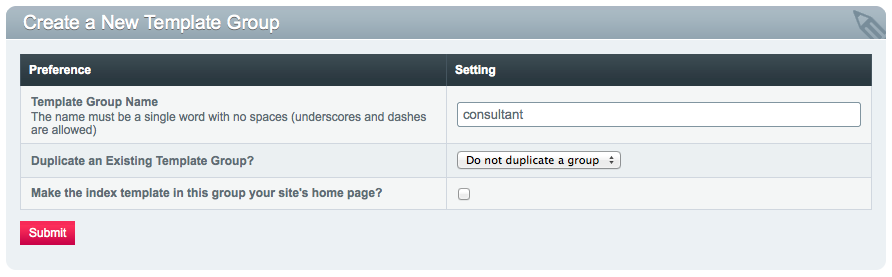 Create a New Template Group
Preference
Setting
Template Group Name
The name must be a single word with no spaces (underscores and dashes
are allowed)
consultant
Duplicate an Existing Template Group?
Do not duplicate a group
Make the index template in this group your site's home page?
Submit